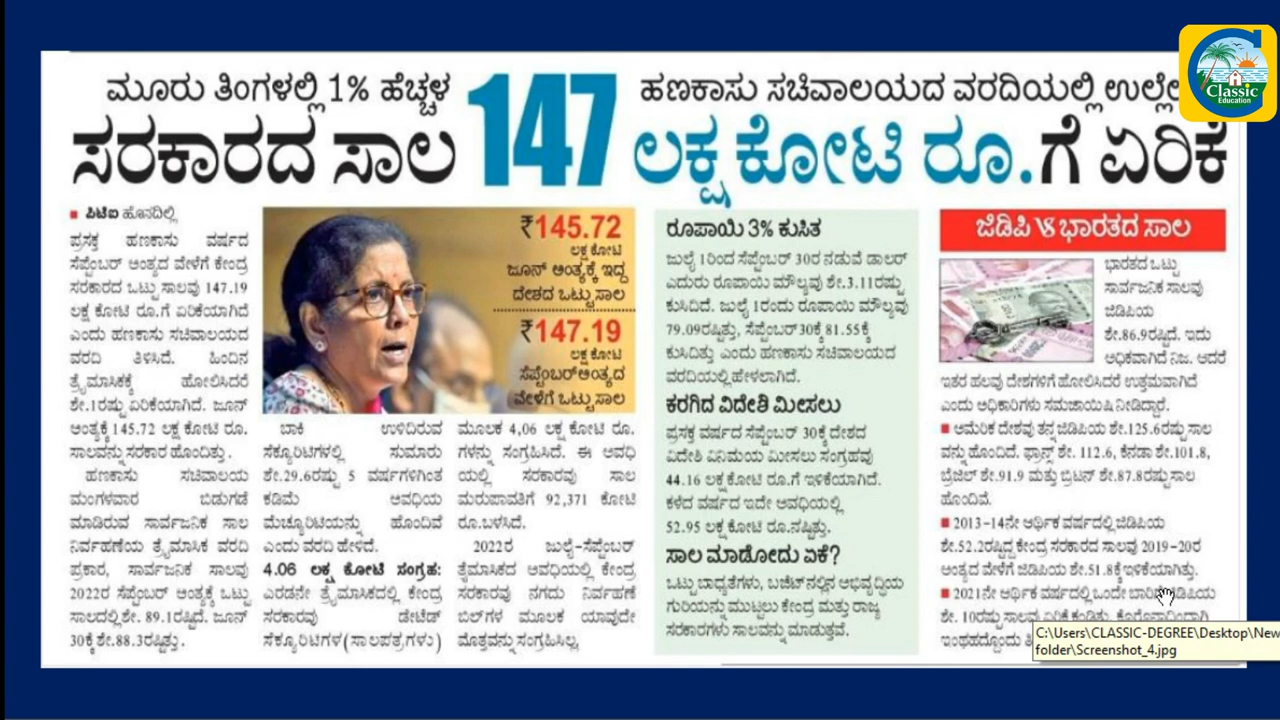 ಮೂರು ತಿಂಗಳಲ್ಲಿ 1% ಹೆಚ್ಚಳ
147
ಹಣಕಾಸು ಸಚಿವಾಲಯದ ವರದಿಯಲ್ಲಿ
ಸರಕಾರದ ಸಾಲ
ಲಕ್ಷ ಕೋಟಿ ರೂ.ಗೆ ಏರಿಕೆ
Classic
Education
■ ಪಿಟಿಐ ಹೊಸದಿಲ್ಲಿ
ಪ್ರಸಕ್ತ ಹಣಕಾಸು ವರ್ಷದ
ಸೆಪ್ಟೆಂಬರ್ ಅಂತ್ಯದ ವೇಳೆಗೆ ಕೇಂದ್ರ
ಸರಕಾರದ ಒಟ್ಟು ಸಾಲವು 147.19
ಲಕ್ಷ ಕೋಟಿ ರೂ.ಗೆ ಏರಿಕೆಯಾಗಿದೆ
ಎಂದು ಹಣಕಾಸು ಸಚಿವಾಲಯದ
ವರದಿ ತಿಳಿಸಿದೆ. ಹಿಂದಿನ
ತ್ರೈಮಾಸಿಕಕ್ಕೆ ಹೋಲಿಸಿದರೆ
ಶೇ.1ರಷ್ಟು ಏರಿಕೆಯಾಗಿದೆ. ಜೂನ್
ಅಂತ್ಯಕ್ಕೆ 145.72 ಲಕ್ಷ ಕೋಟಿ ರೂ.
ಸಾಲವನ್ನು ಸರಕಾರ ಹೊಂದಿತ್ತು.
ಹಣಕಾಸು ಸಚಿವಾಲಯ
ಮಂಗಳವಾರ ಬಿಡುಗಡೆ
ಮಾಡಿರುವ ಸಾರ್ವಜನಿಕ ಸಾಲ
ನಿರ್ವಹಣೆಯ ತ್ರೈಮಾಸಿಕ ವರದಿ
ಪ್ರಕಾರ, ಸಾರ್ವಜನಿಕ ಸಾಲವು
2022ರ ಸೆಪ್ಟೆಂಬರ್ ಅಂತ್ಯಕ್ಕೆ ಒಟ್ಟು
ಸಾಲದಲ್ಲಿ ಶೇ. 89.1ರಷ್ಟಿದೆ. ಜೂನ್
30ಕ್ಕೆ ಶೇ.88.3ರಷ್ಟಿತ್ತು.
₹145.72
ಲಕ್ಷ ಕೋಟಿ
ಜೂನ್ ಅಂತ್ಯಕ್ಕೆ ಇದ್ದ
ದೇಶದ ಒಟ್ಟು ಸಾಲ
₹147.19
ಲಕ್ಷ ಕೋಟಿ
ಸೆಪ್ಟೆಂಬರ್ ಅಂತ್ಯದ
ವೇಳೆಗೆ ಒಟ್ಟು ಸಾಲ
ಬಾಕಿ ಉಳಿದಿರುವ
ಸೆಕ್ಯೂರಿಟಿಗಳಲ್ಲಿ ಸುಮಾರು
ಶೇ.29.6ರಷ್ಟು 5 ವರ್ಷಗಳಿಗಿಂತ
ಕಡಿಮೆ ಅವಧಿಯ
ಮೆಚ್ಯೂರಿಟಿಯನ್ನು ಹೊಂದಿವೆ
ಎಂದು ವರದಿ ಹೇಳಿದೆ.
4.06 ಲಕ್ಷ ಕೋಟಿ ಸಂಗ್ರಹ:
ಎರಡನೇ ತ್ರೈಮಾಸಿಕದಲ್ಲಿ ಕೇಂದ್ರ
ಸರಕಾರವು ಡೇಟೆಡ್
ಸೆಕ್ಯೊರಿಟಿಗಳ (ಸಾಲಪತ್ರಗಳು)
ಮೂಲಕ 4,06 ಲಕ್ಷ ಕೋಟಿ ರೂ.
ಗಳನ್ನು ಸಂಗ್ರಹಿಸಿದೆ. ಈ ಅವಧಿ
ಯಲ್ಲಿ ಸರಕಾರವು ಸಾಲ
ಮರುಪಾವತಿಗೆ 92,371 ಕೋಟಿ
ರೂ.ಬಳಸಿದೆ.
2022ರ ಜುಲೈ-ಸೆಪ್ಟೆಂಬರ್
ತ್ರೈಮಾಸಿಕದ ಅವಧಿಯಲ್ಲಿ ಕೇಂದ್ರ
ಸರಕಾರವು ನಗದು ನಿರ್ವಹಣೆ
ಬಿಲ್‌ಗಳ ಮೂಲಕ ಯಾವುದೇ
ಮೊತ್ತವನ್ನು ಸಂಗ್ರಹಿಸಿಲ್ಲ.
ರೂಪಾಯಿ 3% ಕುಸಿತ
ಜುಲೈ 1ರಿಂದ ಸೆಪ್ಟೆಂಬರ್ 30ರ ನಡುವೆ ಡಾಲರ್
ಎದುರು ರೂಪಾಯಿ ಮೌಲ್ಯವು ಶೇ.3.11ರಷ್ಟು
ಕುಸಿದಿದೆ. ಜುಲೈ 1ರಂದು ರೂಪಾಯಿ ಮೌಲ್ಯವು
79.09ರಷ್ಟಿತ್ತು, ಸೆಪ್ಟೆಂಬರ್ 30ಕ್ಕೆ 81.55ಕ್ಕೆ
ಕುಸಿದಿತ್ತು ಎಂದು ಹಣಕಾಸು ಸಚಿವಾಲಯದ
ವರದಿಯಲ್ಲಿ ಹೇಳಲಾಗಿದೆ.
ಕರಗಿದ ವಿದೇಶಿ ಮೀಸಲು
ಪ್ರಸಕ್ತ ವರ್ಷದ ಸೆಪ್ಟೆಂಬರ್ 30ಕ್ಕೆ ದೇಶದ
ವಿದೇಶಿ ವಿನಿಮಯ ಮೀಸಲು ಸಂಗ್ರಹವು
44.16 ಲಕ್ಷ ಕೋಟಿ ರೂ.ಗೆ ಇಳಿಕೆಯಾಗಿದೆ.
ಕಳೆದ ವರ್ಷದ ಇದೇ ಅವಧಿಯಲ್ಲಿ
52.95 ಲಕ್ಷ ಕೋಟಿ ರೂ.ನಷ್ಟಿತ್ತು.
ಸಾಲ ಮಾಡೋದು ಏಕೆ?
ಒಟ್ಟು ಬಾಧ್ಯತೆಗಳು, ಬಜೆಟ್‌ನಲ್ಲಿನ ಅಭಿವೃದ್ಧಿಯ
ಗುರಿಯನ್ನು ಮುಟ್ಟಲು ಕೇಂದ್ರ ಮತ್ತು ರಾಜ್ಯ
ಸರಕಾರಗಳು ಸಾಲವನ್ನು ಮಾಡುತ್ತವೆ.
ಜಿಡಿಪಿ Vs ಭಾರತದ ಸಾಲ
ಭಾರತದ ಒಟ್ಟು
ಸಾರ್ವಜನಿಕ ಸಾಲವು
ಜಿಡಿಪಿಯ
ಶೇ.86.9ರಷ್ಟಿದೆ. ಇದು
ಅಧಿಕವಾಗಿದೆ ನಿಜ. ಆದರೆ
ಇತರ ಹಲವು ದೇಶಗಳಿಗೆ ಹೋಲಿಸಿದರೆ ಉತ್ತಮವಾಗಿದೆ
ಎಂದು ಅಧಿಕಾರಿಗಳು ಸಮಜಾಯಿಷಿ ನೀಡಿದ್ದಾರೆ.
■ ಅಮೆರಿಕ ದೇಶವು ತನ್ನ ಜಿಡಿಪಿಯ ಶೇ.125.6ರಷ್ಟು ಸಾಲ
ವನ್ನು ಹೊಂದಿದೆ. ಫ್ರಾನ್ಸ್ ಶೇ. 112.6, ಕೆನಡಾ ಶೇ.101.8,
ಬ್ರೆಜಿಲ್ ಶೇ.91.9 ಮತ್ತು ಬ್ರಿಟನ್ ಶೇ.87.8ರಷ್ಟು ಸಾಲ
ಹೊಂದಿವೆ.
■ 2013-14ನೇ ಆರ್ಥಿಕ ವರ್ಷದಲ್ಲಿ ಜಿಡಿಪಿಯ
ಶೇ.52.2ರಷ್ಟಿದ್ದ ಕೇಂದ್ರ ಸರಕಾರದ ಸಾಲವು 2019-20ರ
ಅಂತ್ಯದ ವೇಳೆಗೆ ಜಿಡಿಪಿಯ ಶೇ.51.8ಕ್ಕೆ ಇಳಿಕೆಯಾಗಿತ್ತು.
■ 2021ನೇ ಆರ್ಥಿಕ ವರ್ಷದಲ್ಲಿ ಒಂದೇ ಬಾರಿಗೆ
ಶೇ. 10ರಷ್ಟು ಸಾಲವು ಏರಿಕೆ ಕಂಡಿತು.
ಇಂಥಹದ್ದೊಂದು
C:\Users\CLASSIC-DEGREE\Desktop\New
folder\Screenshot_4.jpg